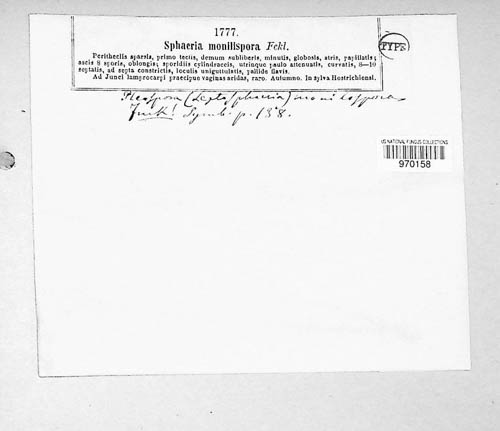 1777.
Sphaeria monilispora Fckl.
TYPE
Peritheciis sparsis, primo tectis, demum subliberis, minutis, globosis, atris, papillatis;
ascis 8 sporis, oblongis; sporidiis cylindraceis, utrinque paulo attenuatis, curvatis, 8—10
septatis, ad septa constrictis, loculis uniguttulatis, pallide flavis.
Ad Junci lamprocarpi praecipue vaginas aridas, raro. Autumno. In sylva Hostrichiensi.
Pleospora (Leptosphaeria) monilispora
Fuck! Symb. p. 138.
US NATIONAL FUNGUS COLLECTIONS
970158